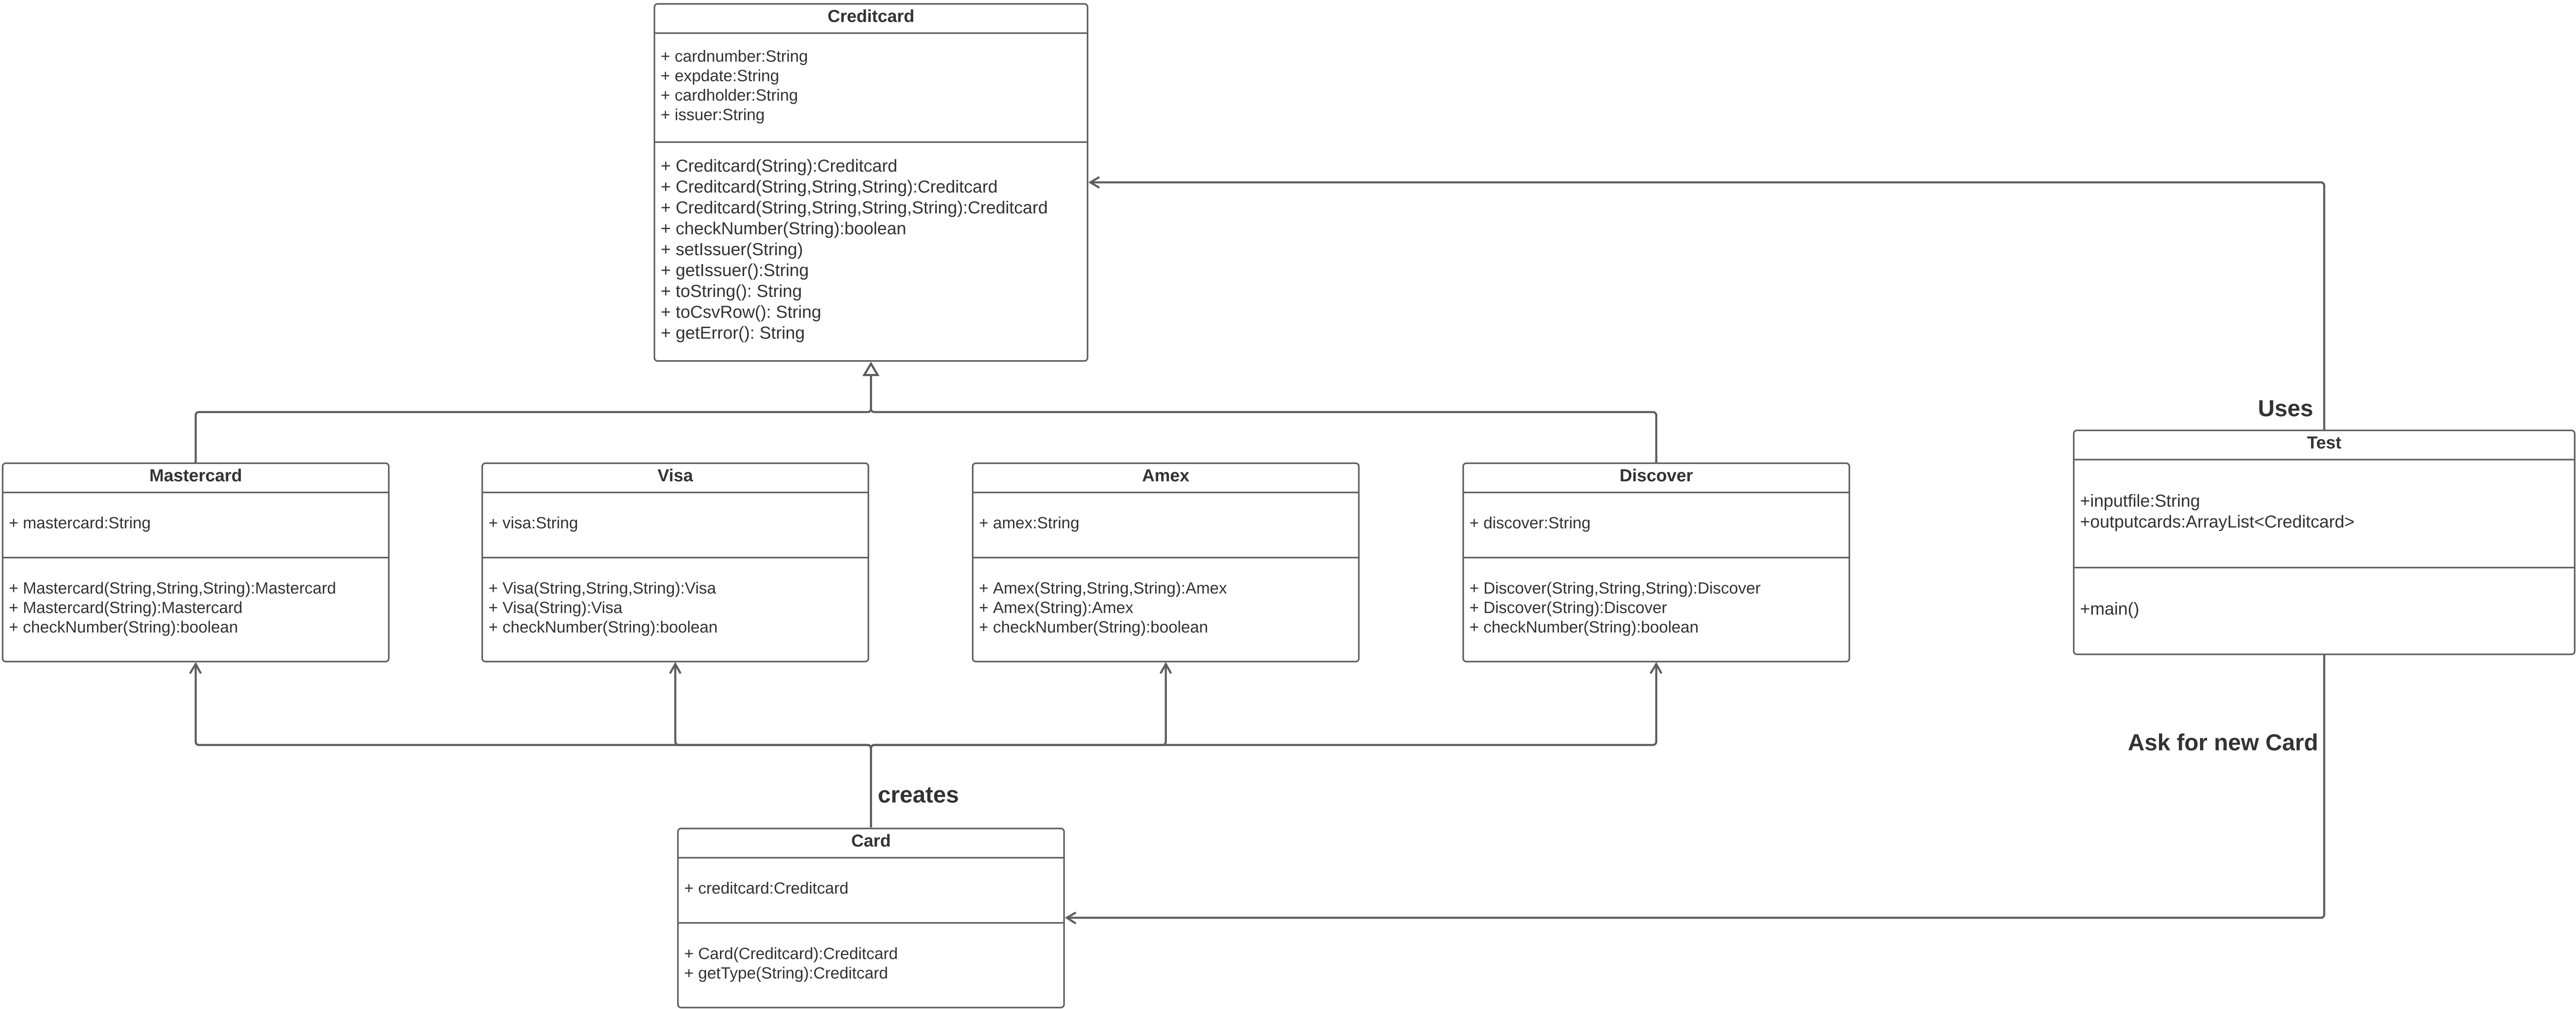 Creditcard
+ cardnumber:String
+ expdate:String
+ cardholder:String
+ issuer:String
+ Creditcard(String):Creditcard
+ Creditcard(String,String,String):Creditcard
+ Creditcard(String,String,String,String):Creditcard
+ checkNumber(String):boolean
+ setIssuer(String)
+ getIssuer():String
+ toString(): String
+ toCsvRow(): String
+ getError(): String
Uses
Mastercard
+ mastercard:String
+ Mastercard(String,String,String):Mastercard
+ Mastercard(String):Mastercard
+ checkNumber(String):boolean
Visa
+ visa:String
+ Visa(String,String,String):Visa
+ Visa(String):Visa
+ checkNumber(String):boolean
Amex
+ amex:String
+ Amex(String,String,String):Amex
+ Amex(String):Amex
+ checkNumber(String):boolean
Discover
+ discover:String
+ Discover(String,String,String):Discover
+ Discover(String):Discover
+ checkNumber(String):boolean
Test
+inputfile:String
+outputcards:ArrayList<Creditcard>
+main()
Ask for new Card
creates
Card
+ creditcard:Creditcard
+ Card(Creditcard):Creditcard
+ getType(String):Creditcard